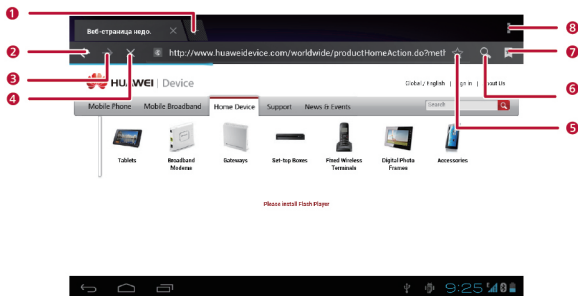 1
Веб-страница недо.
8
2
http://www.huaweidevice.com/worldwide/productHomeAction.do?meth
7
3
4
HUAWEI | Device
Global / English | Sign in | About Us
6
Mobile Phone Mobile Broadband Home Device Support News & Events Search
5
Tablets Broadband Modems Gateways Set-top Boxes Fixed Wireless Terminals Digital Photo Frames Accessories
Please install Flash Player
9:25